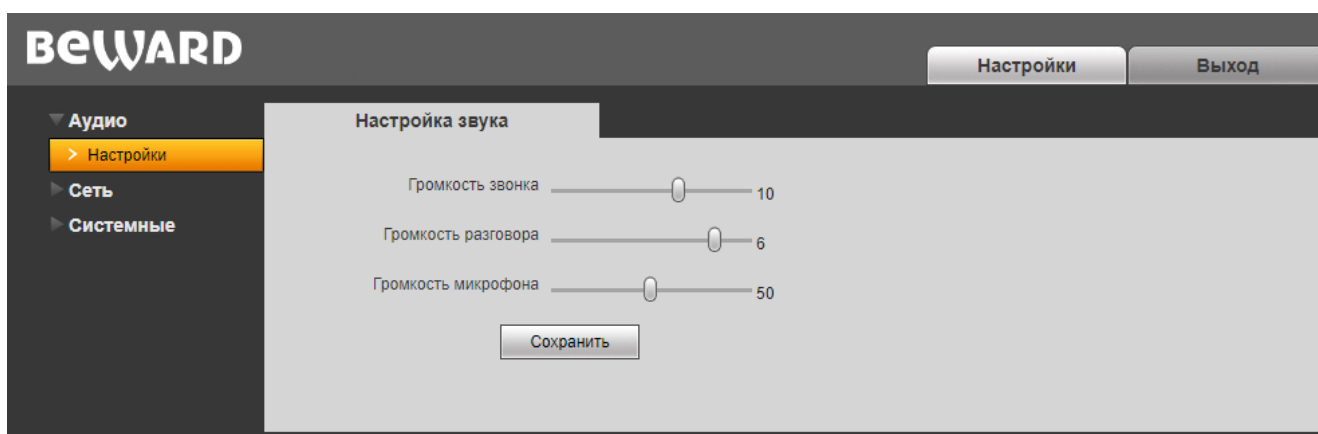 BEWARD
Настройки Выход
Аудио
Настройка звука
> Настройки
Сеть
Системные
Громкость звонка 10
Громкость разговора 6
Громкость микрофона 50
Сохранить